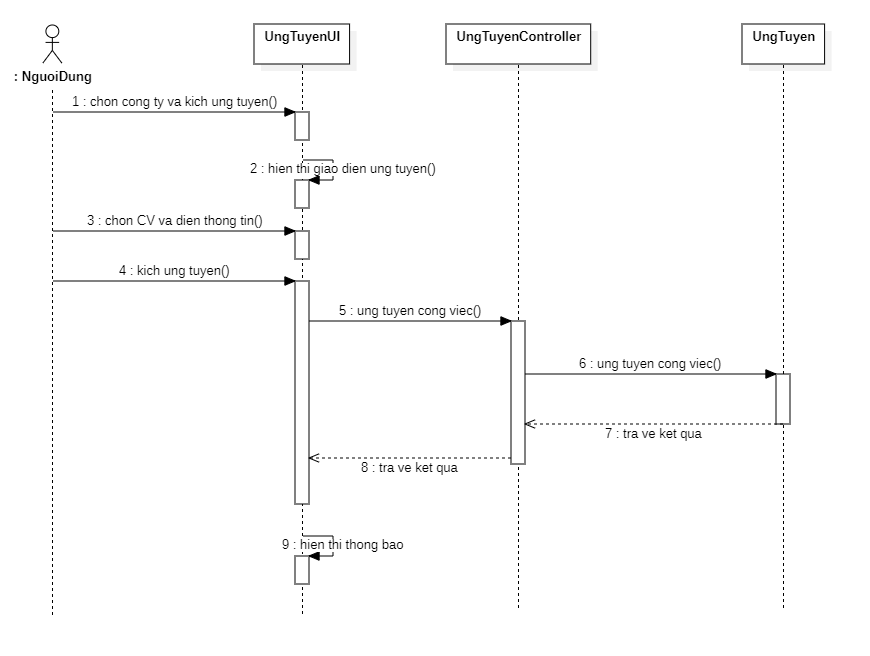 UngTuyenUI
UngTuyenController
UngTuyen
: NguoiDung
1 : chon cong ty va kich ung tuyen()
2 : hien thi giao dien ung tuyen()
3 : chon CV va dien thong tin()
4 : kich ung tuyen()
5 : ung tuyen cong viec()
6 : ung tuyen cong viec()
7 : tra ve ket qua
8 : tra ve ket qua
9 : hien thi thong bao